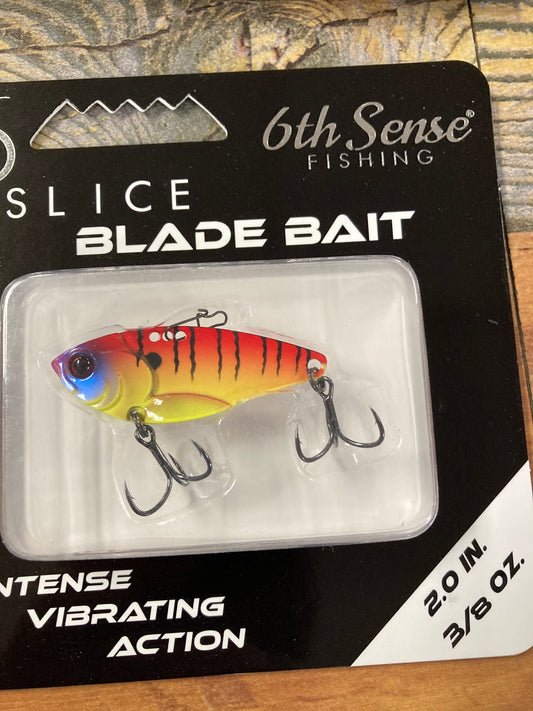 6th Sense®
FISHING
SLICE
BLADE BAIT
NTENSE
VIBRATING
ACTION
2.0 IN.
3/8 OZ.